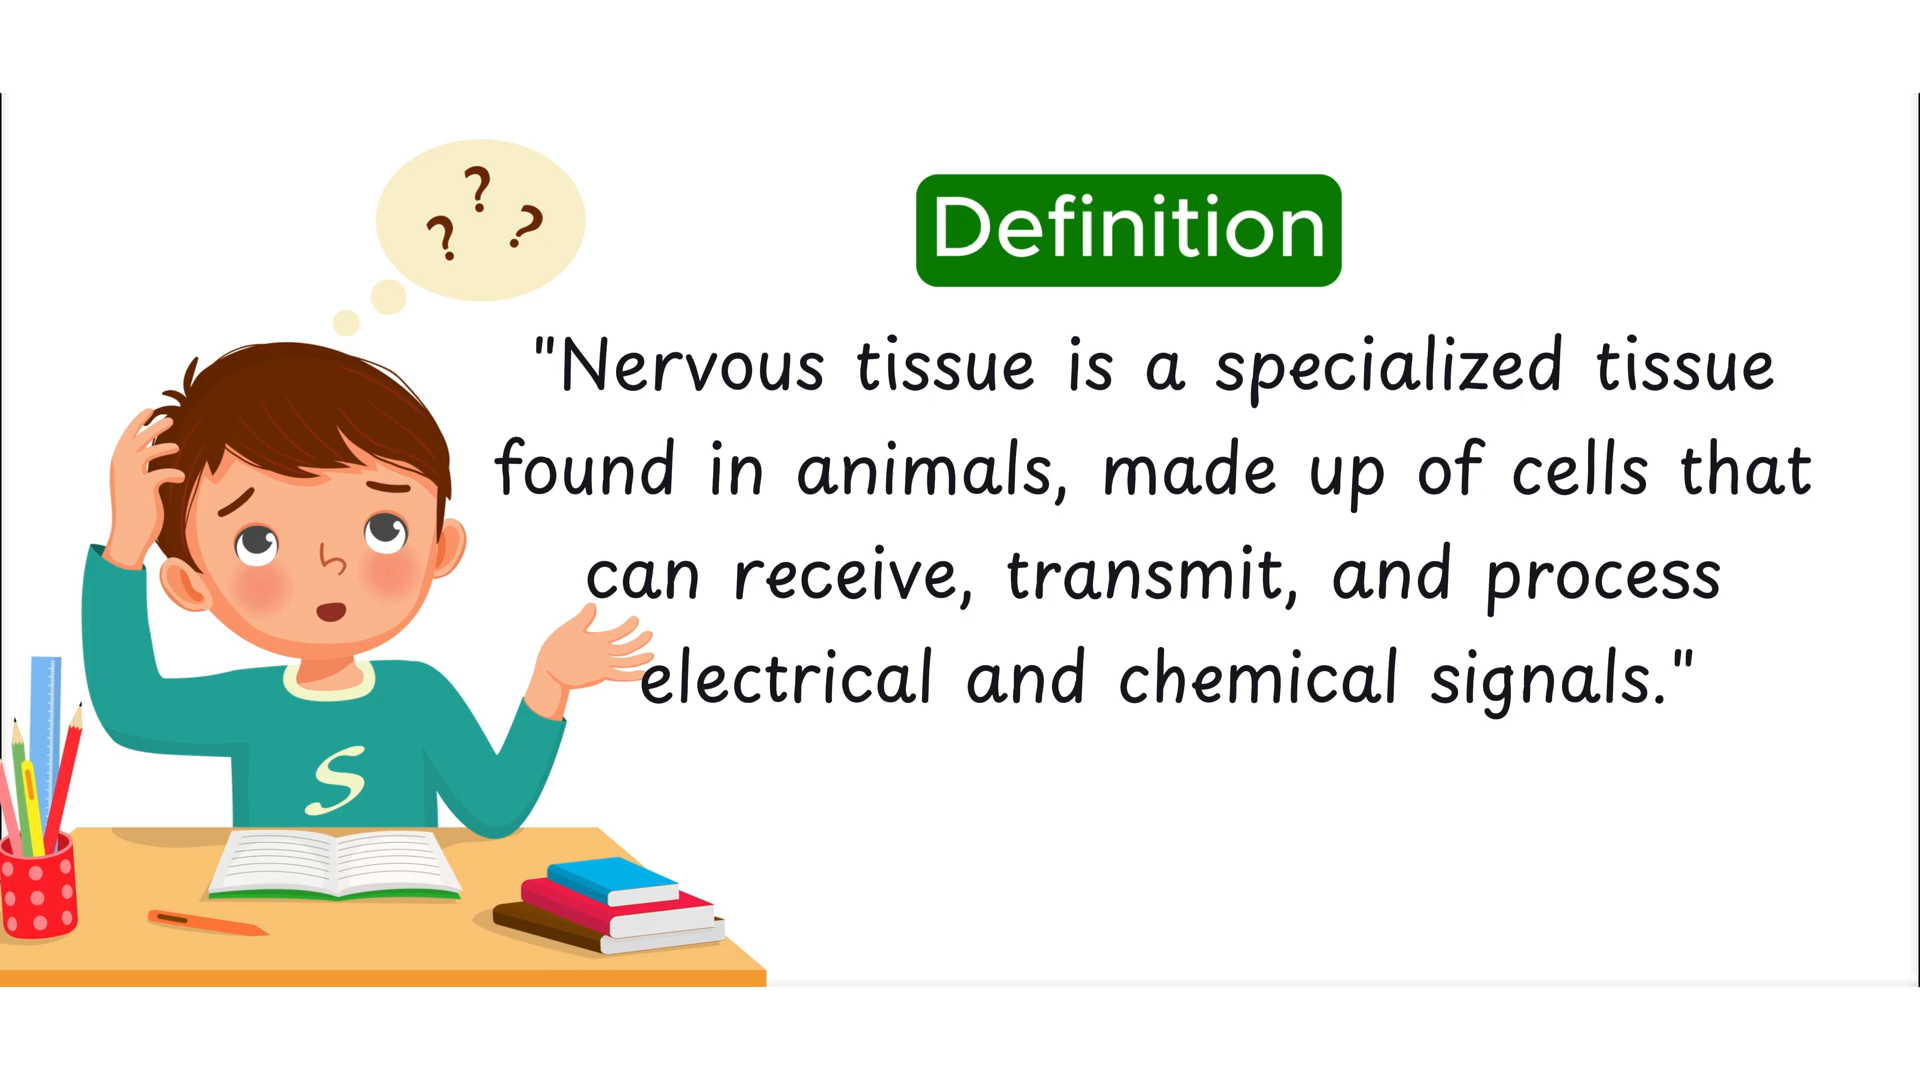 ? ? ?
Definition
"Nervous tissue is a specialized tissue
found in animals, made up of cells that
can receive, transmit, and process
electrical and chemical signals."
S